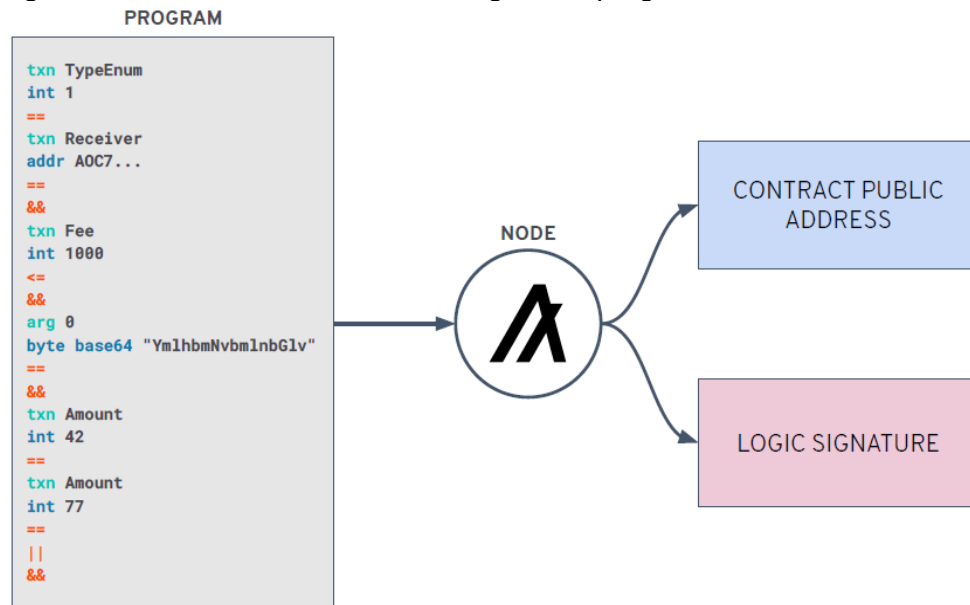 PROGRAM
txn TypeEnum
int 1
==
txn Receiver
addr AOC7...
==
&&
txn Fee
int 1000
<=
&&
arg 0
byte base64 "YmlhbmNvbmlnbGlv"
==
&&
txn Amount
int 42
==
txn Amount
int 77
==
||
&&
NODE
CONTRACT PUBLIC
ADDRESS
LOGIC SIGNATURE